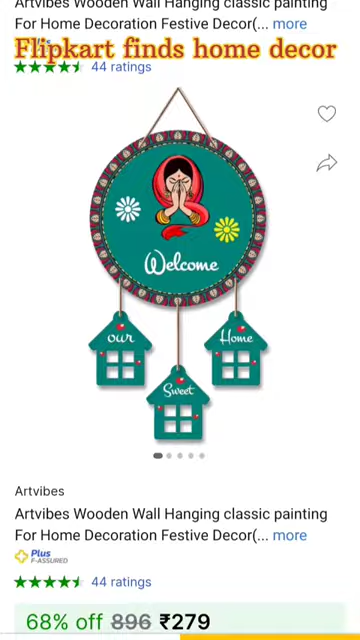 Artvibes Wooden Wall Hanging classic painting
For Home Decoration Festive Decor(... more
Flipkart finds home decor
44 ratings
Welcome
our
Home
Sweet
Artvibes
Artvibes Wooden Wall Hanging classic painting
For Home Decoration Festive Decor(... more
Plus
F-ASSURED
44 ratings
68% off 896 ₹279